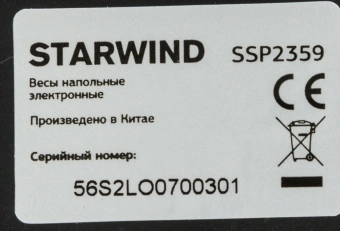 STARWIND SSP2359
Весы напольные
электронные
CE
Произведено в Китае
Серийный номер:
56S2LO0700301